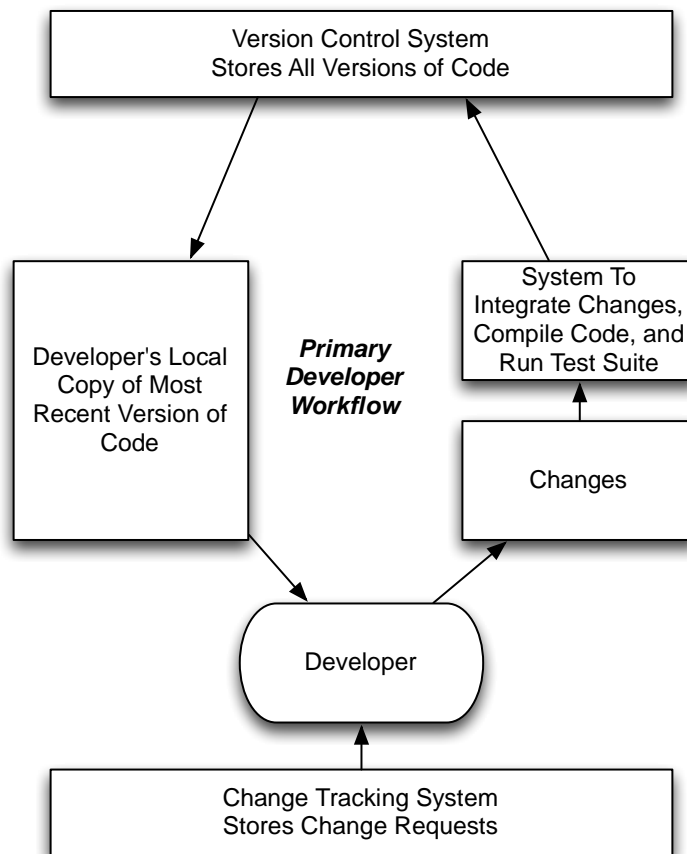 Version Control System
Stores All Versions of Code
System To
Integrate Changes,
Compile Code, and
Run Test Suite
Developer's Local
Copy of Most
Recent Version of
Code
Primary
Developer
Workflow
Changes
Developer
Change Tracking System
Stores Change Requests